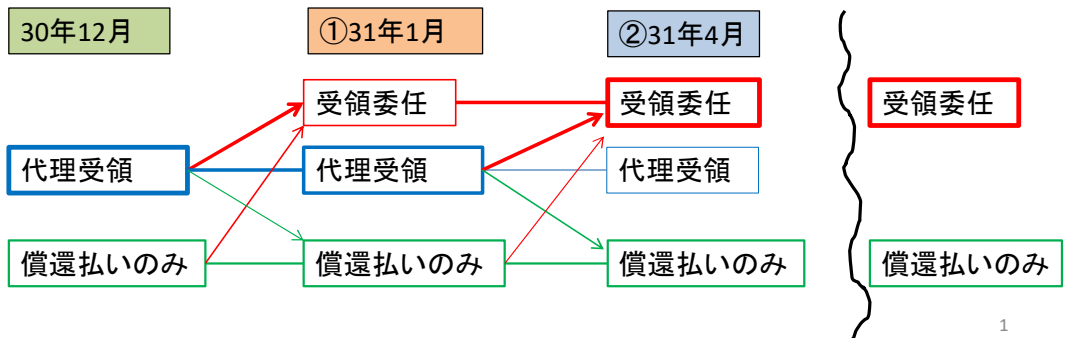 30年12月
①31年1月
②31年4月
受領委任
受領委任
受領委任
代理受領
代理受領
代理受領
償還払いのみ
償還払いのみ
償還払いのみ
償還払いのみ
1